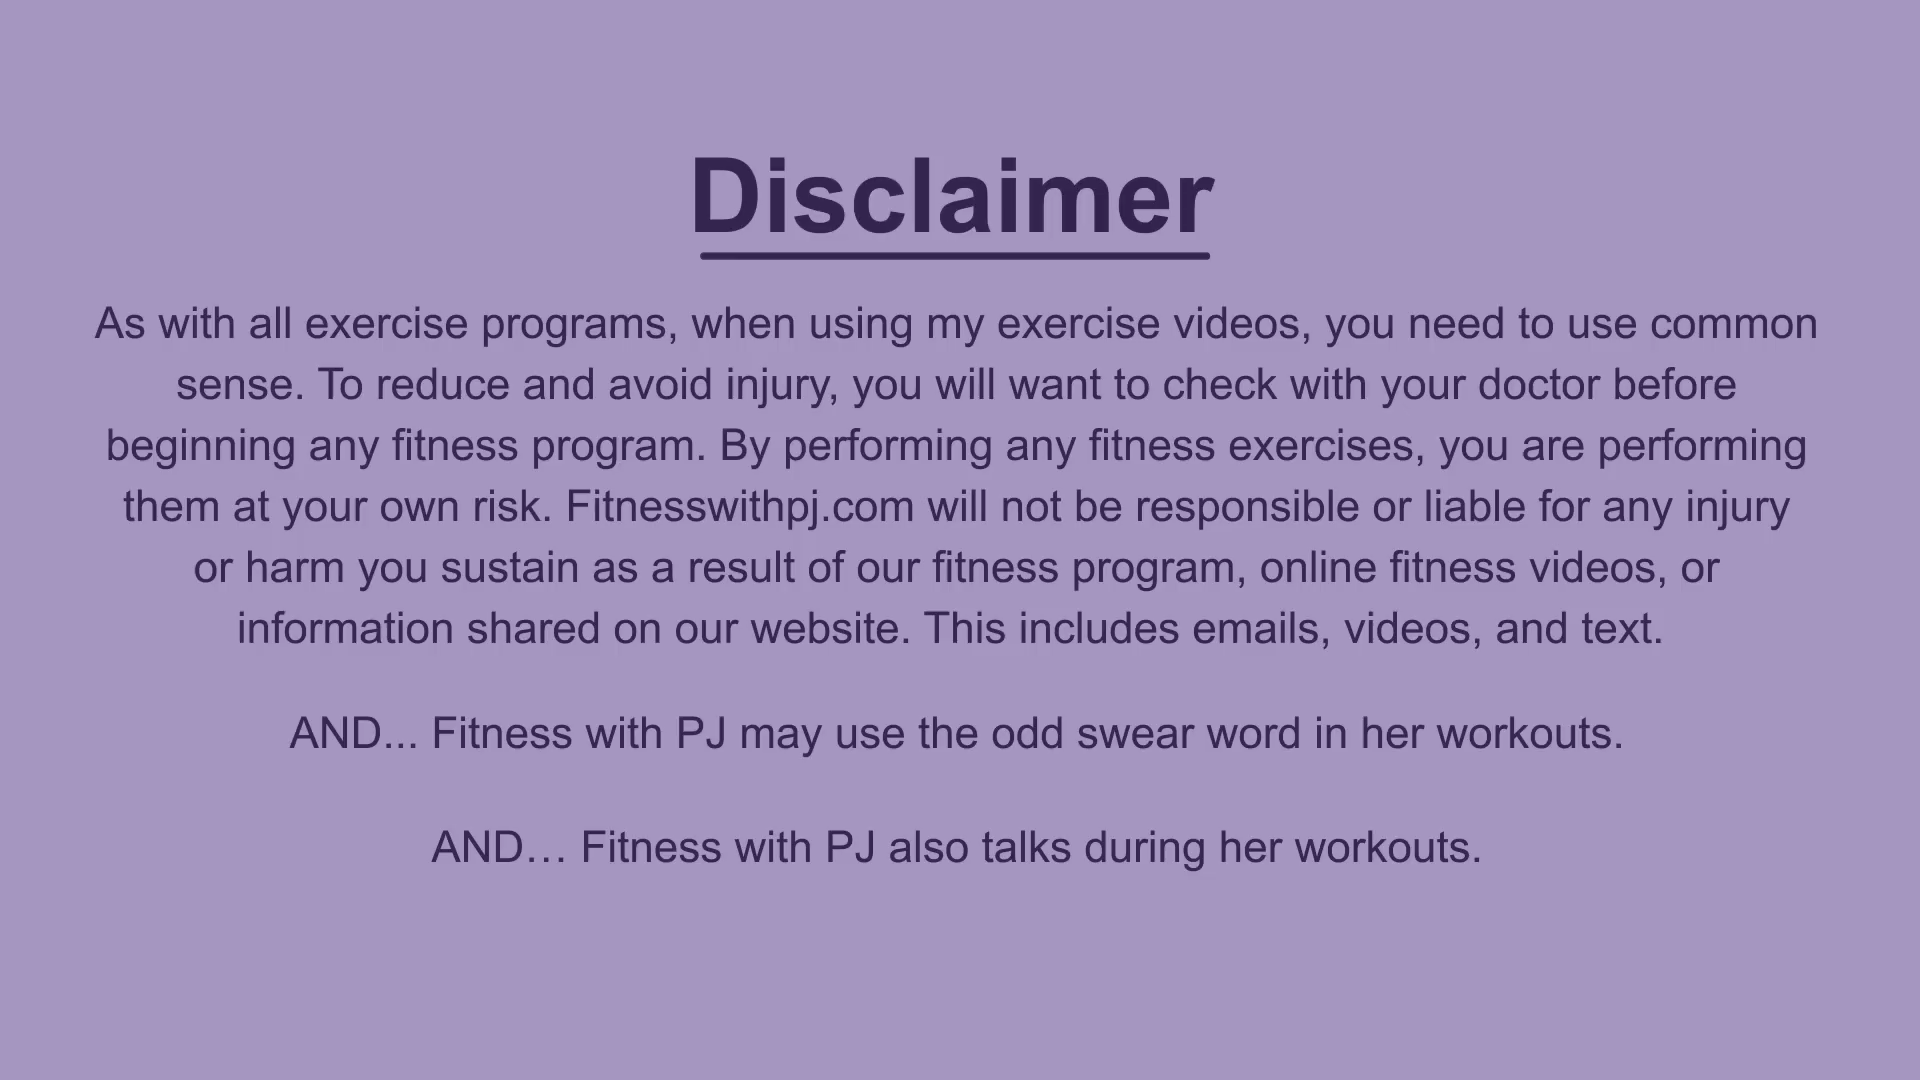 Disclaimer
As with all exercise programs, when using my exercise videos, you need to use common
sense. To reduce and avoid injury, you will want to check with your doctor before
beginning any fitness program. By performing any fitness exercises, you are performing
them at your own risk. Fitnesswithpj.com will not be responsible or liable for any injury
or harm you sustain as a result of our fitness program, online fitness videos, or
information shared on our website. This includes emails, videos, and text.
AND... Fitness with PJ may use the odd swear word in her workouts.
AND… Fitness with PJ also talks during her workouts.